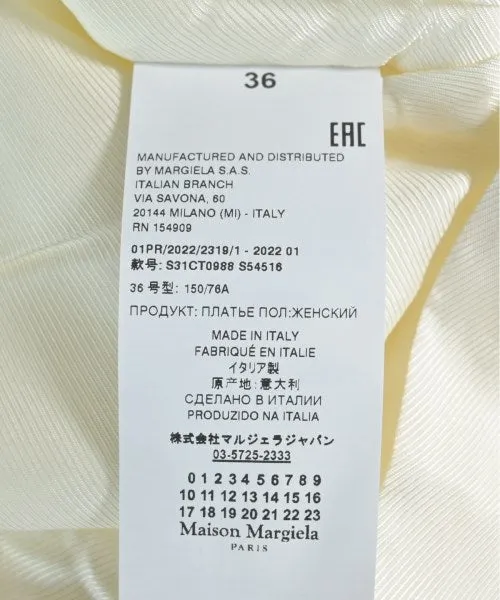 36
EAC
MANUFACTURED AND DISTRIBUTED
BY MARGIELA S.A.S.
ITALIAN BRANCH
VIA SAVONA, 60
20144 MILANO (MI) - ITALY
RN 154909
01PR/2022/2319/1 - 2022 01
款号: S31CT0988 S54516
36 号型: 150/76A
ПРОДУКТ: ПЛАТЬЕ ПОЛ:ЖЕНСКИЙ
MADE IN ITALY
FABRIQUÉ EN ITALIE
イタリア製
原产地: 意大利
СДЕЛАНО В ИТАЛИИ
PRODUZIDO NA ITALIA
株式会社マルジェラジャパン
03-5725-2333
0 1 2 3 4 5 6 7 8 9
10 11 12 13 14 15 16
17 18 19 20 21 22 23
Maison Margiela
PARIS